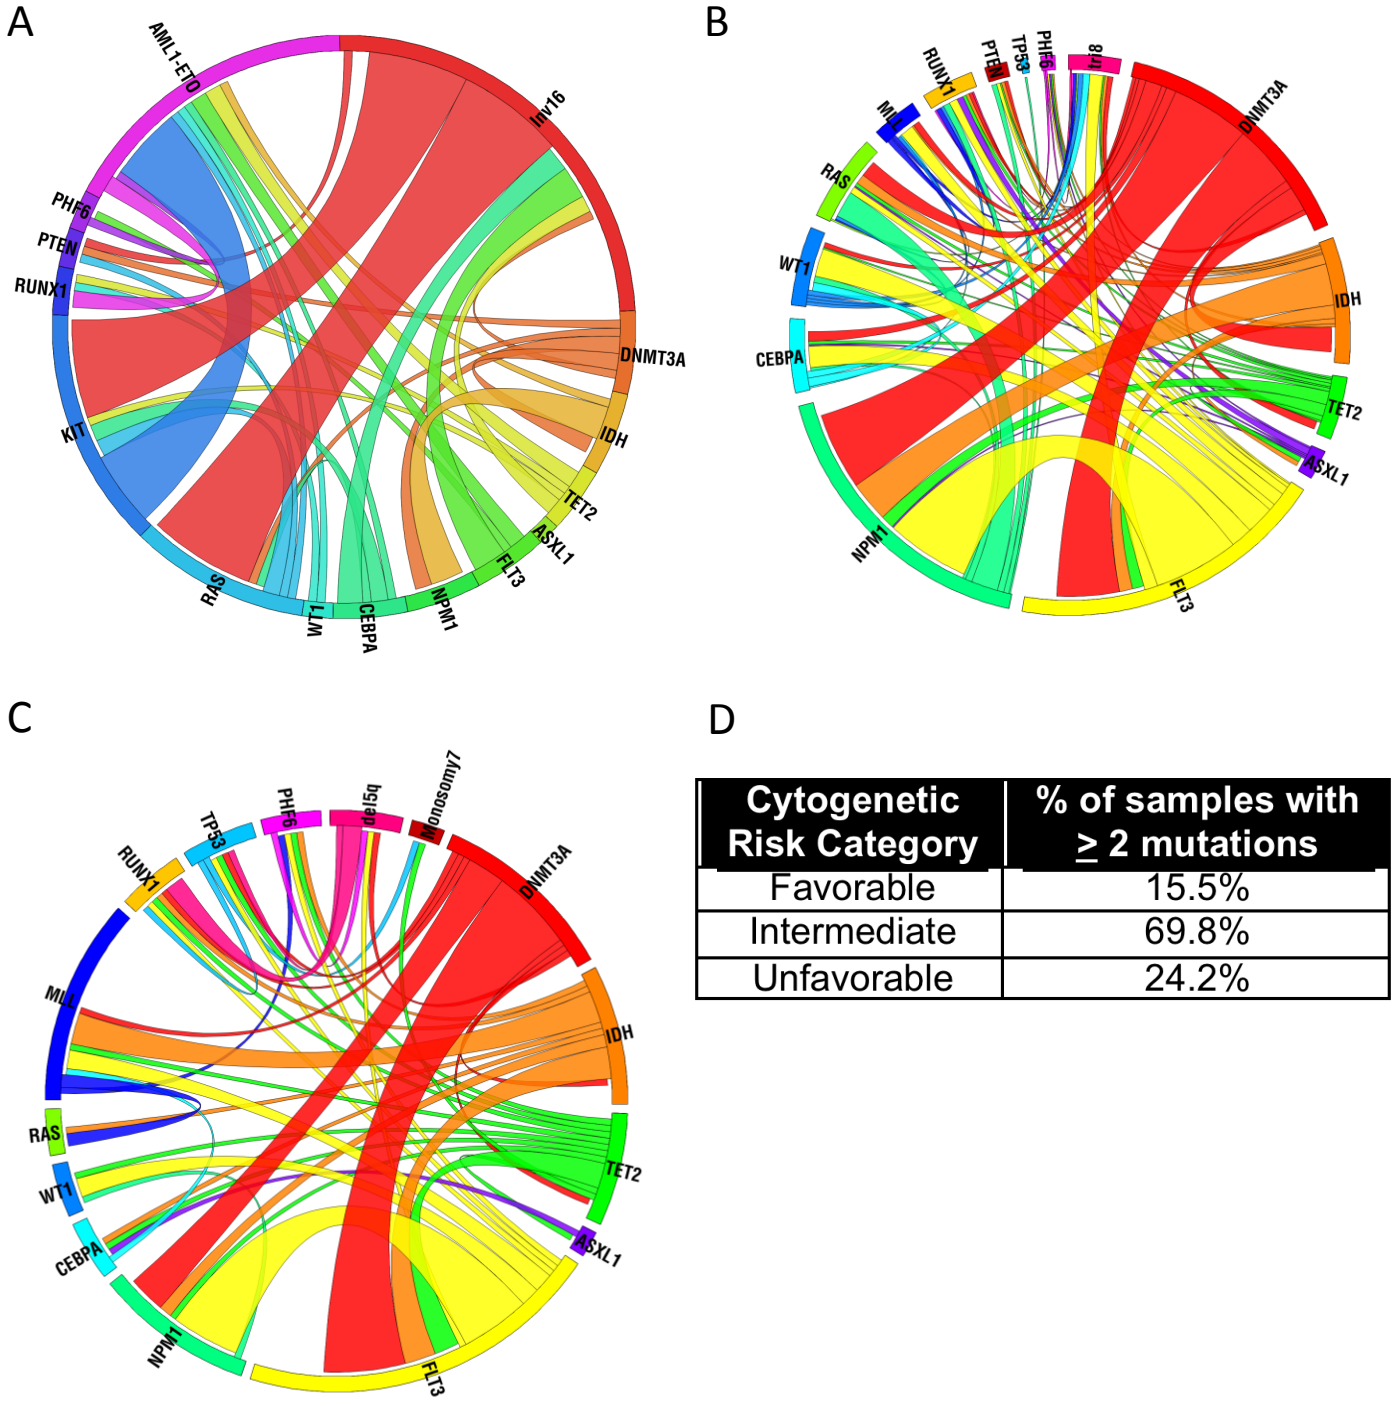 A
AML1-ETO
Inv16
PHF6
PTEN
RUNX1
KIT
RAS
WT1
CEBPA
NPM1
FLT3
ASXL1
TET2
IDH
DNMT3A
B
RUNX1
PTEN
TP53
PHF6
tri8
DNMT3A
MLL
RAS
WT1
CEBPA
NPM1
FLT3
ASXL1
TET2
IDH
C
RUNX1
TP53
PHF6
del5q
Monosomy7
DNMT3A
MLL
RAS
WT1
CEBPA
NPM1
FLT3
ASXL1
TET2
IDH
D
Cytogenetic Risk Category
% of samples with ≥ 2 mutations
Favorable 15.5%
Intermediate 69.8%
Unfavorable 24.2%